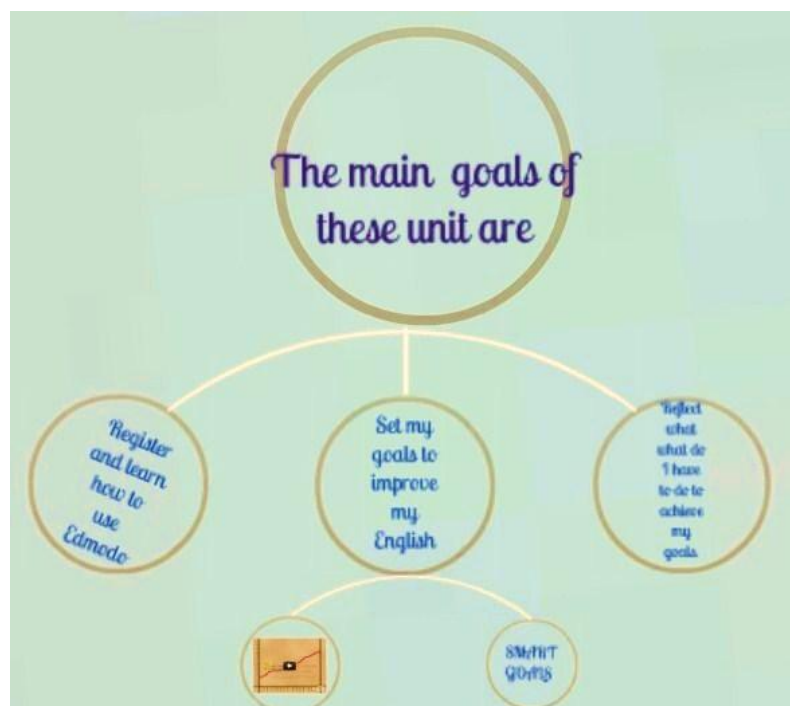 The main goals of
these unit are
Register
and learn
how to
use
Edmodo
Set my
goals to
improve
my
English
Reflect
what
what do
I have
to do to
achieve
my
goals
SMART
GOALS